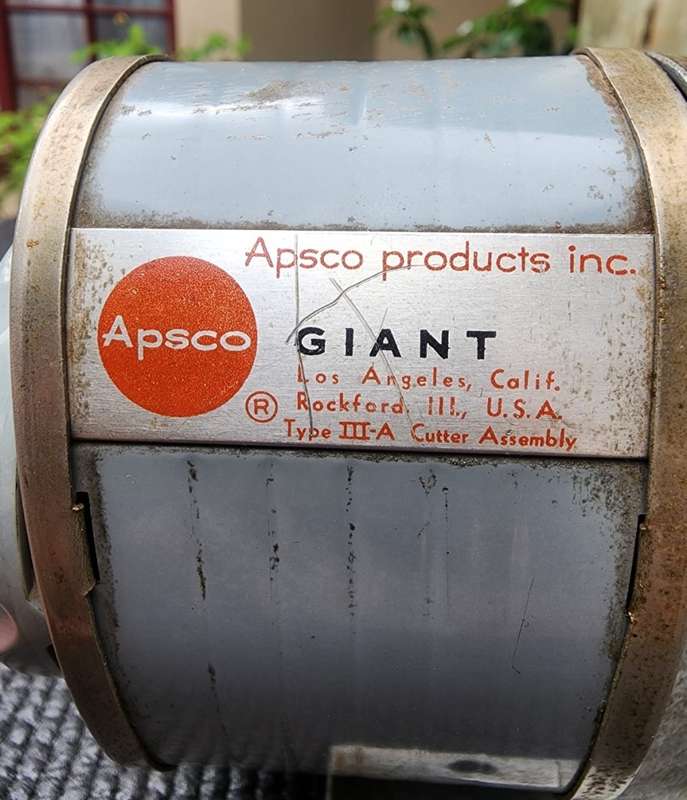 Apsco products inc.
Apsco
GIANT
Los Angeles, Calif.
® Rockford, Ill., U.S.A.
Type III-A Cutter Assembly